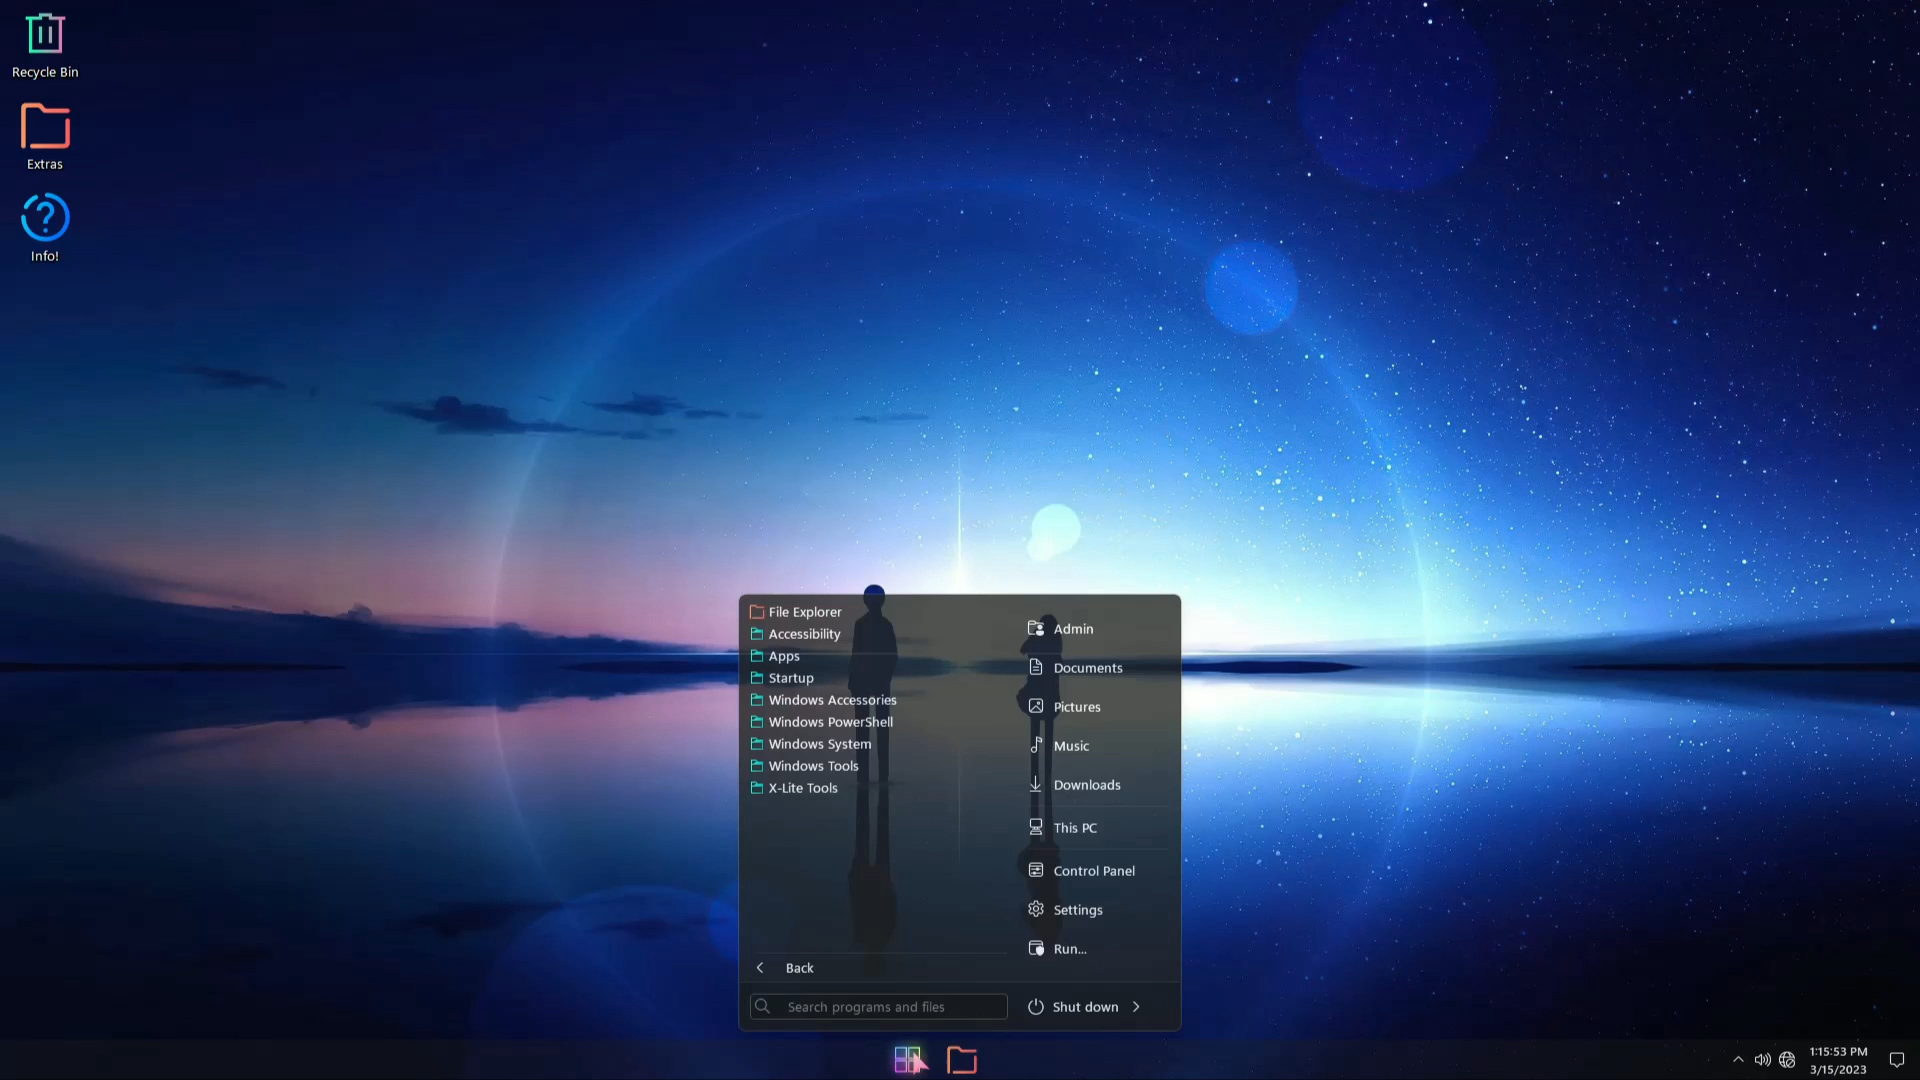 Recycle Bin
Extras
Info!
File Explorer
Accessibility
Apps
Startup
Windows Accessories
Windows PowerShell
Windows System
Windows Tools
X-Lite Tools
Back
Search programs and files
Admin
Documents
Pictures
Music
Downloads
This PC
Control Panel
Settings
Run...
Shut down
1:15:53 PM
3/15/2023